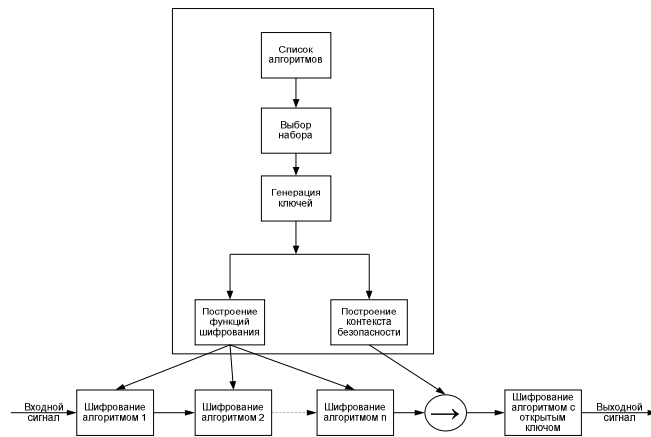 Список
алгоритмов
Выбор
набора
Генерация
ключей
Построение
функций
шифрования
Построение
контекста
безопасности
Входной
сигнал
Шифрование
алгоритмом 1
Шифрование
алгоритмом 2
Шифрование
алгоритмом n
Шифрование
алгоритмом с
открытым
ключом
Выходной
сигнал